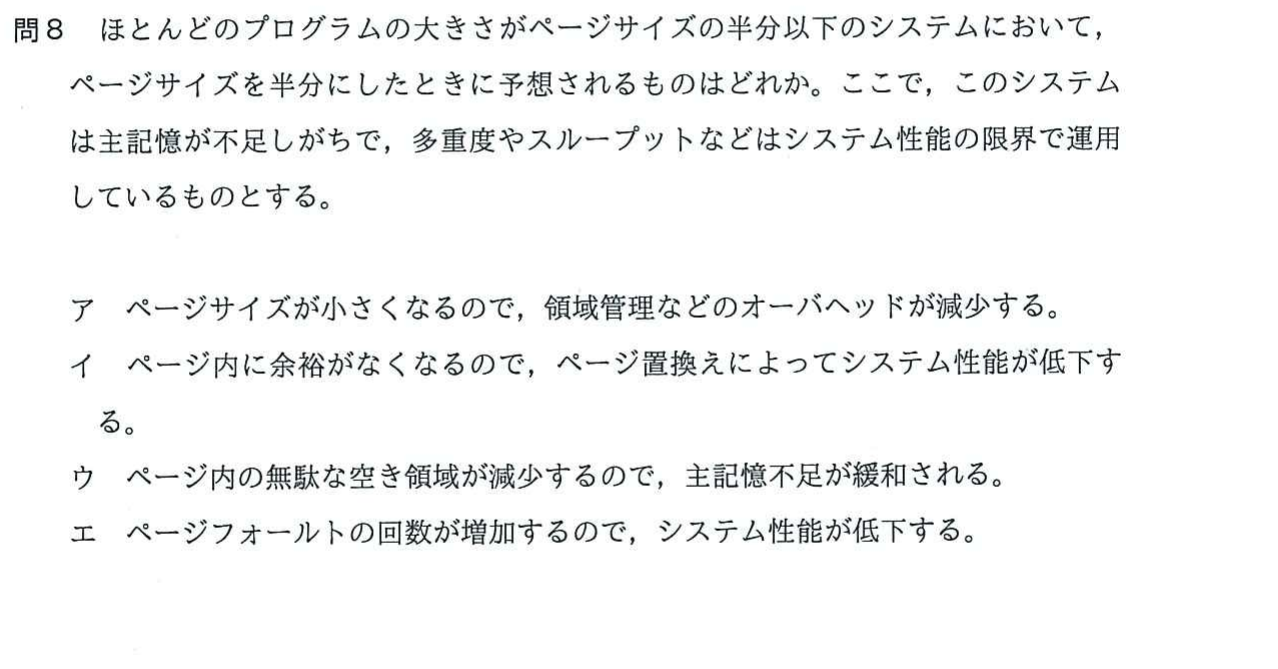 問8　ほとんどのプログラムの大きさがページサイズの半分以下のシステムにおいて，
ページサイズを半分にしたときに予想されるものはどれか。ここで，このシステム
は主記憶が不足しがちで，多重度やスループットなどはシステム性能の限界で運用
しているものとする。
ア　ページサイズが小さくなるので，領域管理などのオーバヘッドが減少する。
イ　ページ内に余裕がなくなるので，ページ置換えによってシステム性能が低下す
る。
ウ　ページ内の無駄な空き領域が減少するので，主記憶不足が緩和される。
エ　ページフォールトの回数が増加するので，システム性能が低下する。